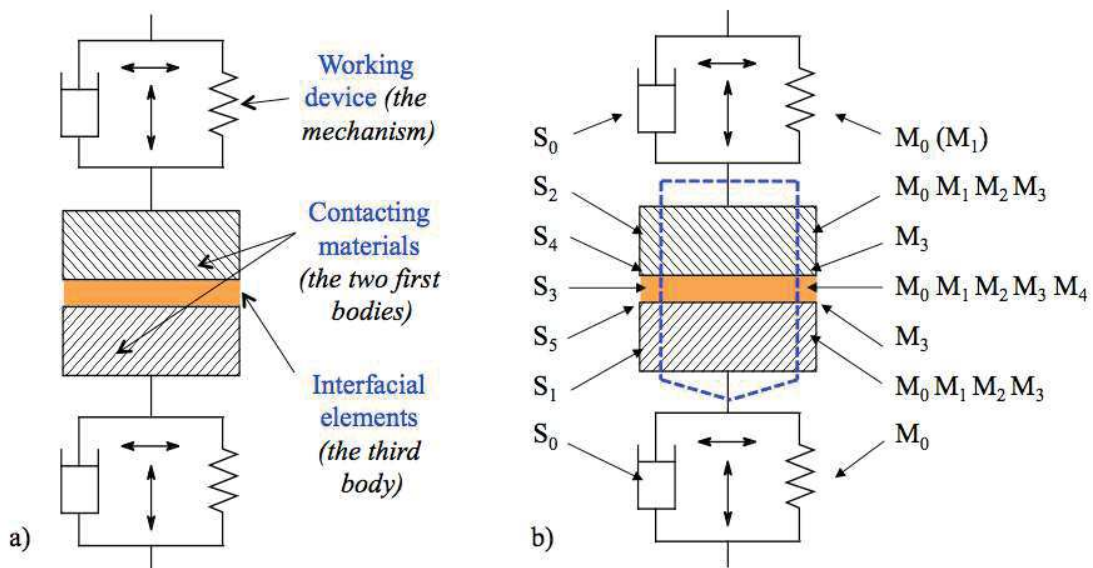 Working
device (the
mechanism)
Contacting
materials
(the two first
bodies)
Interfacial
elements
(the third
body)
a)
S₀
M₀ (M₁)
S₂
M₀ M₁ M₂ M₃
S₄
M₃
S₃
M₀ M₁ M₂ M₃ M₄
S₅
M₃
S₁
M₀ M₁ M₂ M₃
S₀
M₀
b)